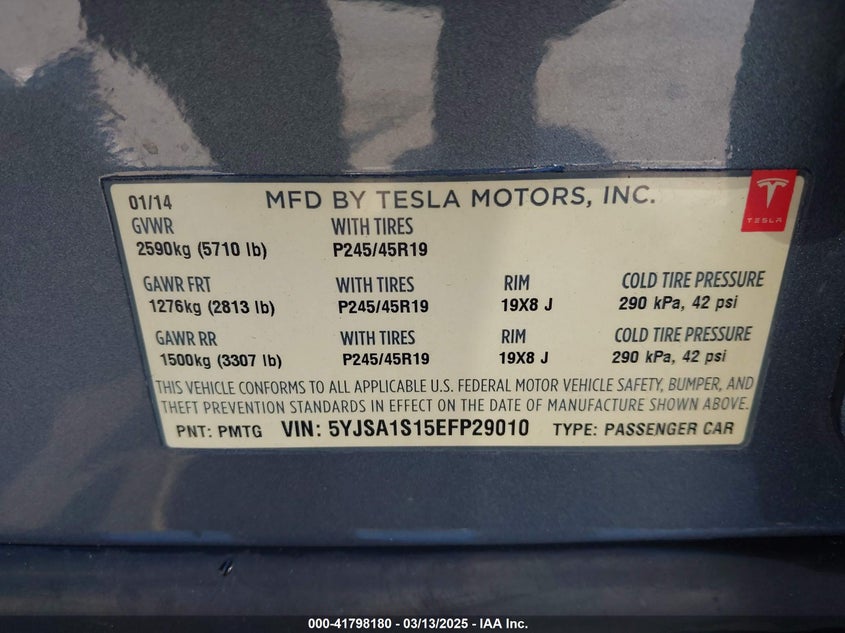 01/14 MFD BY TESLA MOTORS, INC.
TESLA
GVWR WITH TIRES
2590kg (5710 lb) P245/45R19
GAWR FRT WITH TIRES RIM COLD TIRE PRESSURE
1276kg (2813 lb) P245/45R19 19X8 J 290 kPa, 42 psi
GAWR RR WITH TIRES RIM COLD TIRE PRESSURE
1500kg (3307 lb) P245/45R19 19X8 J 290 kPa, 42 psi
THIS VEHICLE CONFORMS TO ALL APPLICABLE U.S. FEDERAL MOTOR VEHICLE SAFETY, BUMPER, AND
THEFT PREVENTION STANDARDS IN EFFECT ON THE DATE OF MANUFACTURE SHOWN ABOVE.
PNT: PMTG VIN: 5YJSA1S15EFP29010 TYPE: PASSENGER CAR
000-41798180 - 03/13/2025 - IAA Inc.